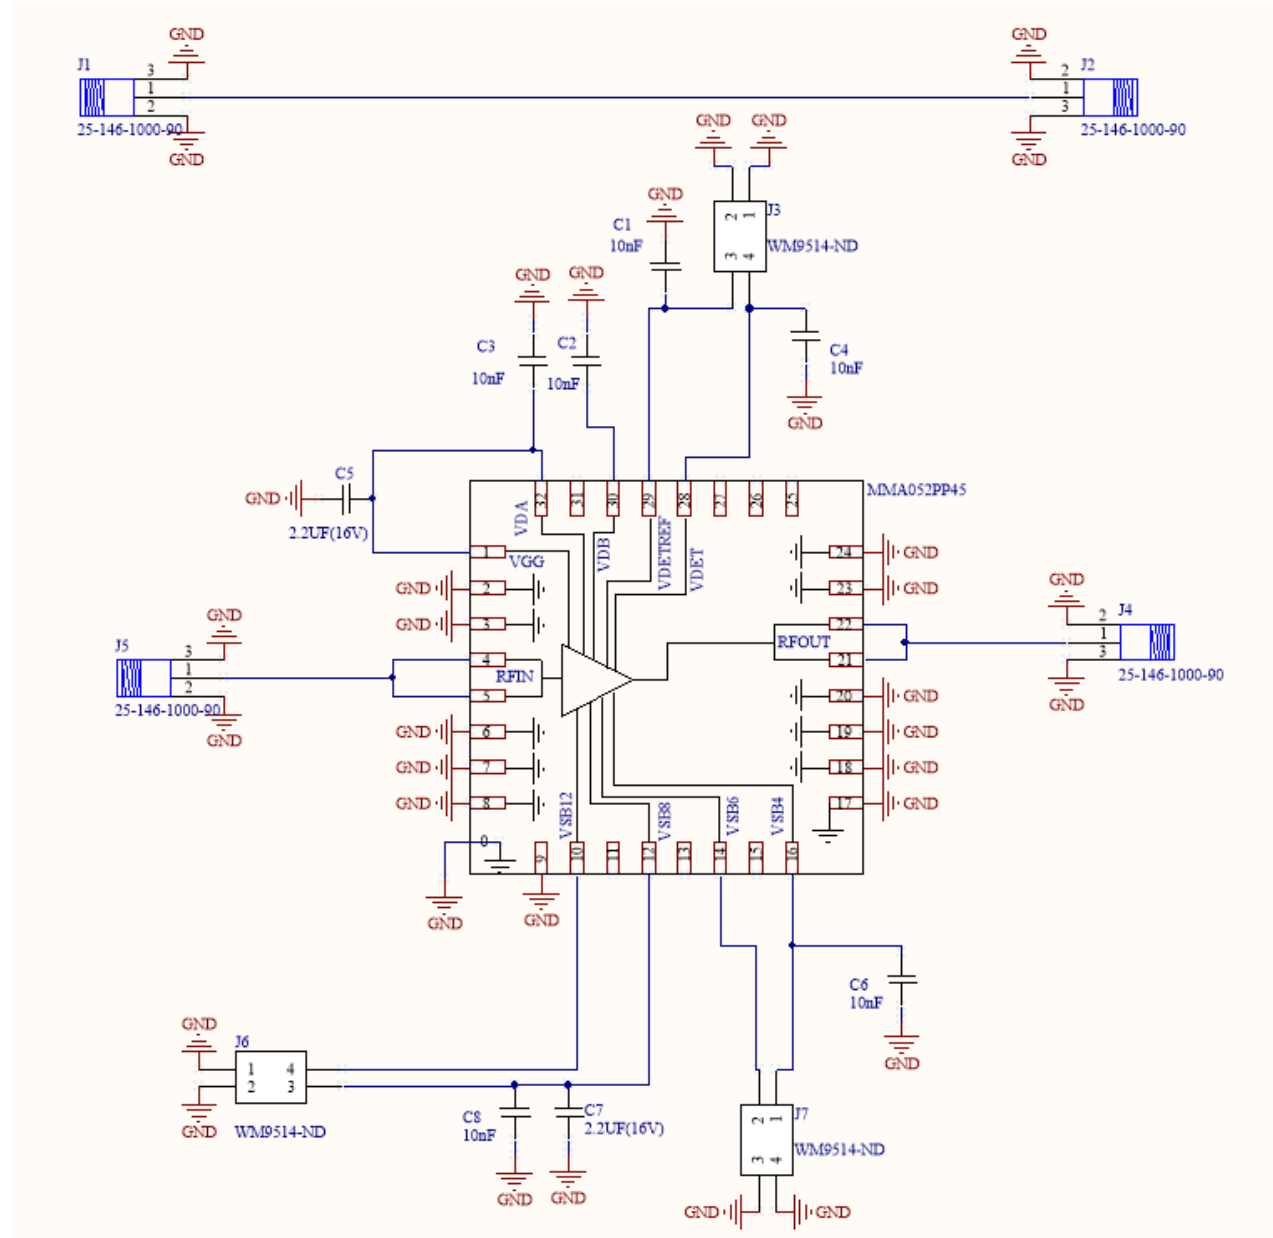 GND
GND
J1
3
1
2
25-146-1000-90
GND
2
1
3
J2
25-146-1000-90
GND
GND
GND
GND
C1
10nF
2
1
J3
3
4
WM9514-ND
GND
GND
C3
10nF
C2
10nF
C4
10nF
GND
C5
GND
2.2UF(16V)
MMA052PP45
32
31
30
29
28
27
26
25
VDA
VDB
VDETREF
VDET
1
VGG
24
GND
GND
2
23
GND
GND
3
22
GND
2
1
3
J4
25-146-1000-90
GND
GND
J5
3
1
2
25-146-1000-90
GND
4
RFIN
5
RFOUT
21
20
GND
GND
6
19
GND
GND
7
18
GND
GND
8
17
GND
0
GND
VSB12
VSB8
VSB6
VSB4
9
10
11
12
13
14
15
16
GND
C6
10nF
GND
GND
J6
1
4
2
3
GND
WM9514-ND
C8
10nF
GND
C7
2.2UF(16V)
GND
2
1
J7
3
4
WM9514-ND
GND
GND